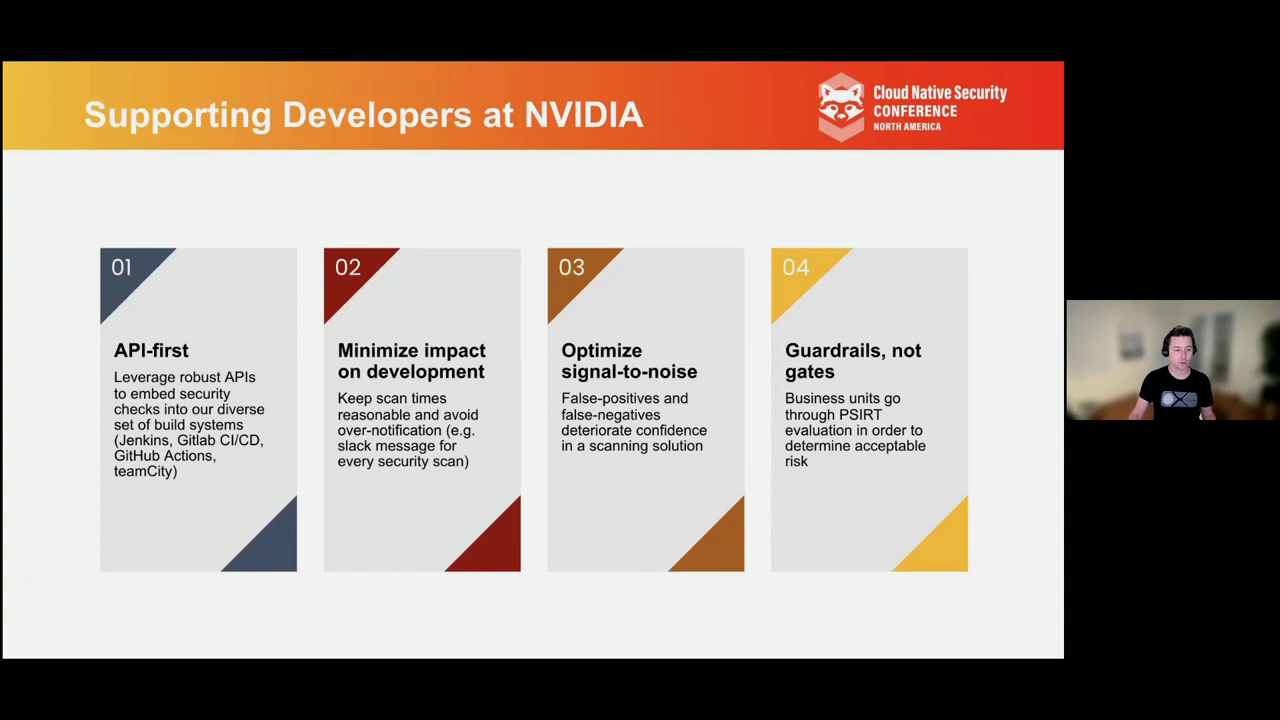 Supporting Developers at NVIDIA
Cloud Native Security
CONFERENCE
NORTH AMERICA
01
API-first
Leverage robust APIs
to embed security
checks into our diverse
set of build systems
(Jenkins, Gitlab CI/CD,
GitHub Actions,
teamCity)
02
Minimize impact
on development
Keep scan times
reasonable and avoid
over-notification (e.g.
slack message for
every security scan)
03
Optimize
signal-to-noise
False-positives and
false-negatives
deteriorate confidence
in a scanning solution
04
Guardrails, not
gates
Business units go
through PSIRT
evaluation in order to
determine acceptable
risk